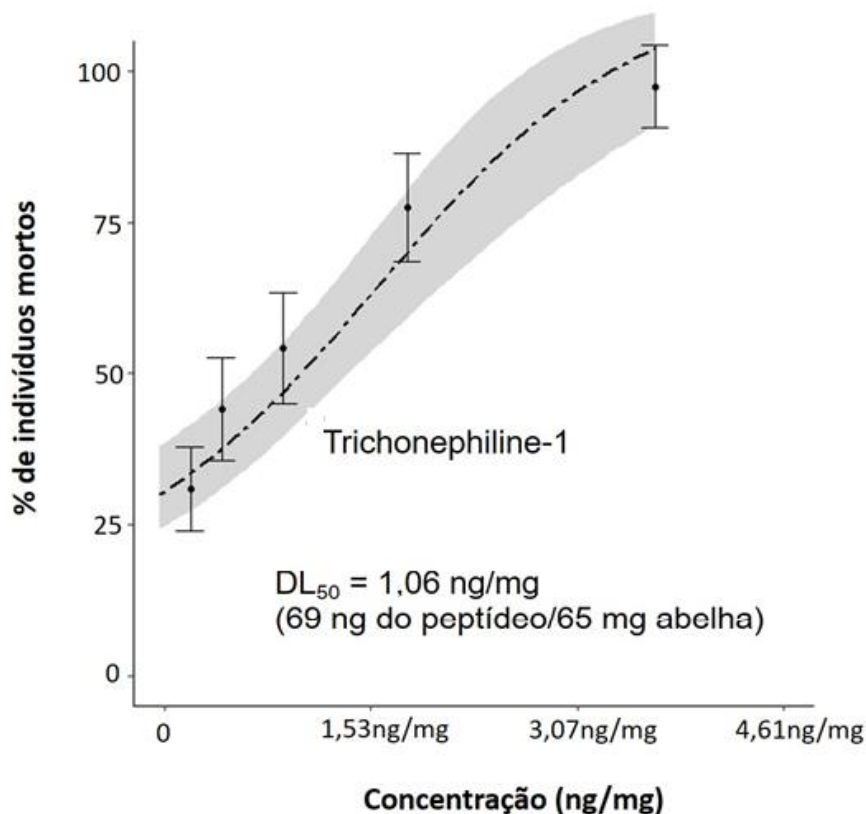 % de indivíduos mortos
100
75
50
25
0
Trichonephiline-1
DL₅₀ = 1,06 ng/mg
(69 ng do peptídeo/65 mg abelha)
0
1,53ng/mg
3,07ng/mg
4,61ng/mg
Concentração (ng/mg)